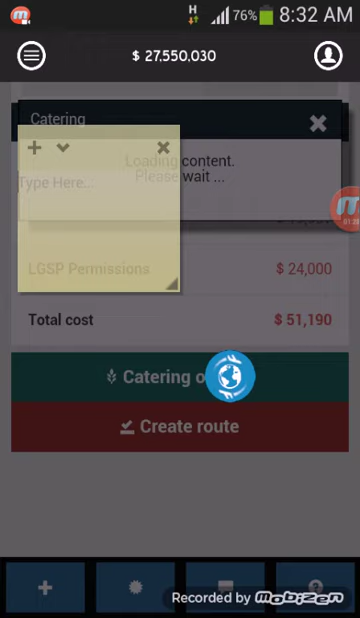 H
76%
8:32 AM
$ 27,550,030
Catering
Loading content.
Please wait ...
Type Here..
LGSP Permissions
$ 24,000
Total cost
$ 51,190
Catering o
Create route
Recorded by mobizen